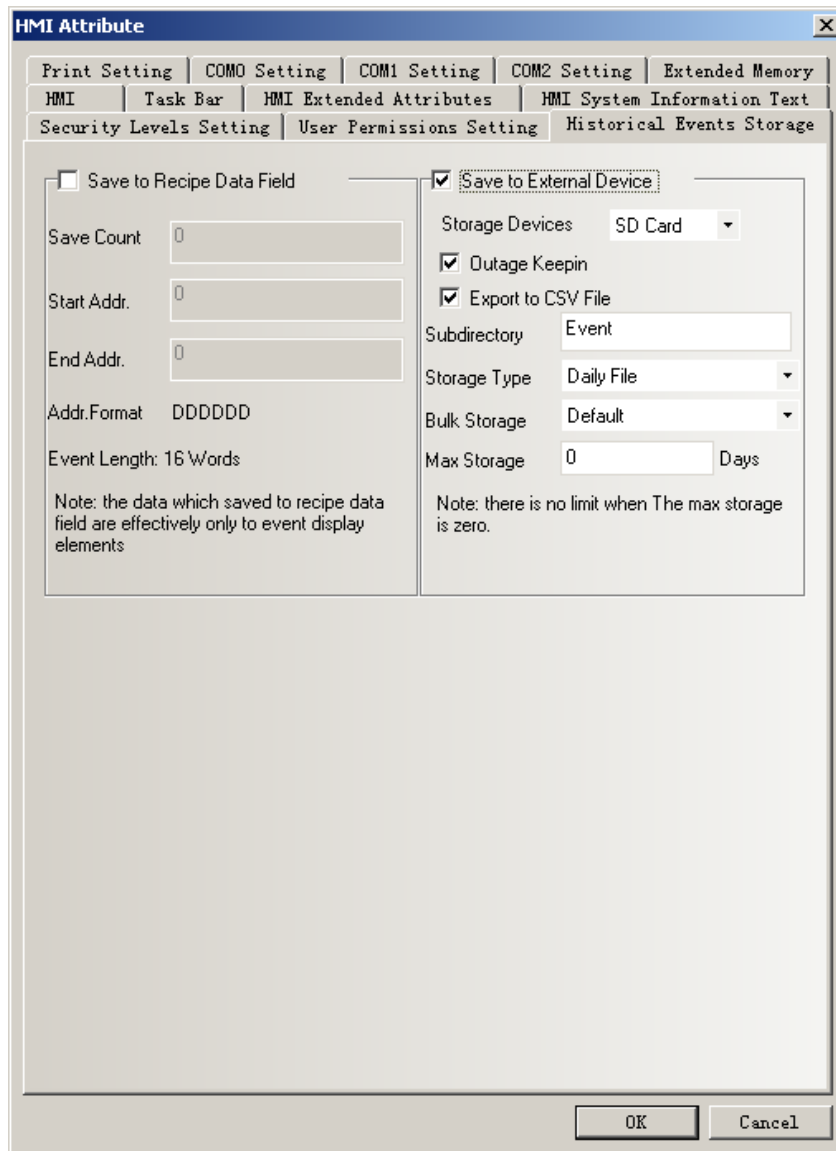 HMI Attribute
Print Setting COM0 Setting COM1 Setting COM2 Setting Extended Memory
HMI Task Bar HMI Extended Attributes HMI System Information Text
Security Levels Setting User Permissions Setting Historical Events Storage
Save to Recipe Data Field
Save Count 0
Start Addr. 0
End Addr. 0
Addr.Format DDDDDD
Event Length: 16 Words
Note: the data which saved to recipe data
field are effectively only to event display
elements
Save to External Device
Storage Devices SD Card
Outage Keepin
Export to CSV File
Subdirectory Event
Storage Type Daily File
Bulk Storage Default
Max Storage 0 Days
Note: there is no limit when The max storage
is zero.
OK Cancel